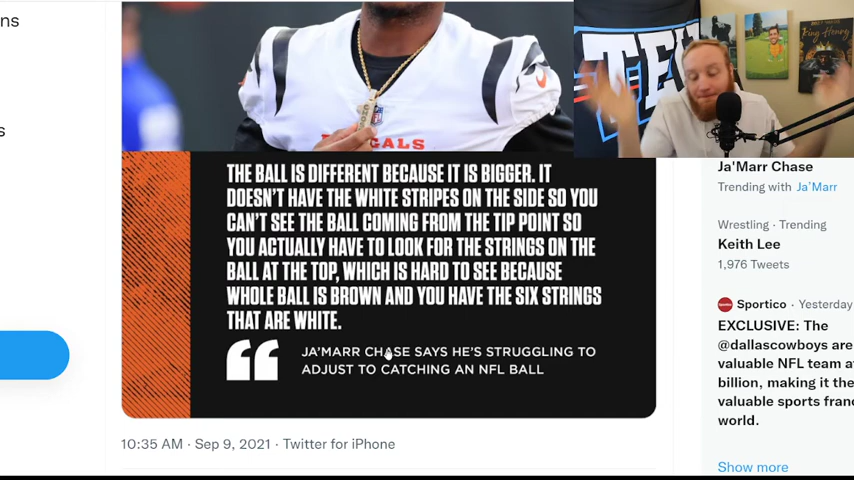 ns
s
GALS
THE BALL IS DIFFERENT BECAUSE IT IS BIGGER. IT
DOESN'T HAVE THE WHITE STRIPES ON THE SIDE SO YOU
CAN'T SEE THE BALL COMING FROM THE TIP POINT SO
YOU ACTUALLY HAVE TO LOOK FOR THE STRINGS ON THE
BALL AT THE TOP, WHICH IS HARD TO SEE BECAUSE
WHOLE BALL IS BROWN AND YOU HAVE THE SIX STRINGS
THAT ARE WHITE.
JA'MARR CHASE SAYS HE'S STRUGGLING TO
ADJUST TO CATCHING AN NFL BALL
10:35 AM · Sep 9, 2021 · Twitter for iPhone
King Henry
Ja'Marr Chase
Trending with Ja'Marr
Wrestling · Trending
Keith Lee
1,976 Tweets
Sportico · Yesterday
EXCLUSIVE: The
@dallascowboys are
valuable NFL team a
billion, making it the
valuable sports fran
world.
Show more